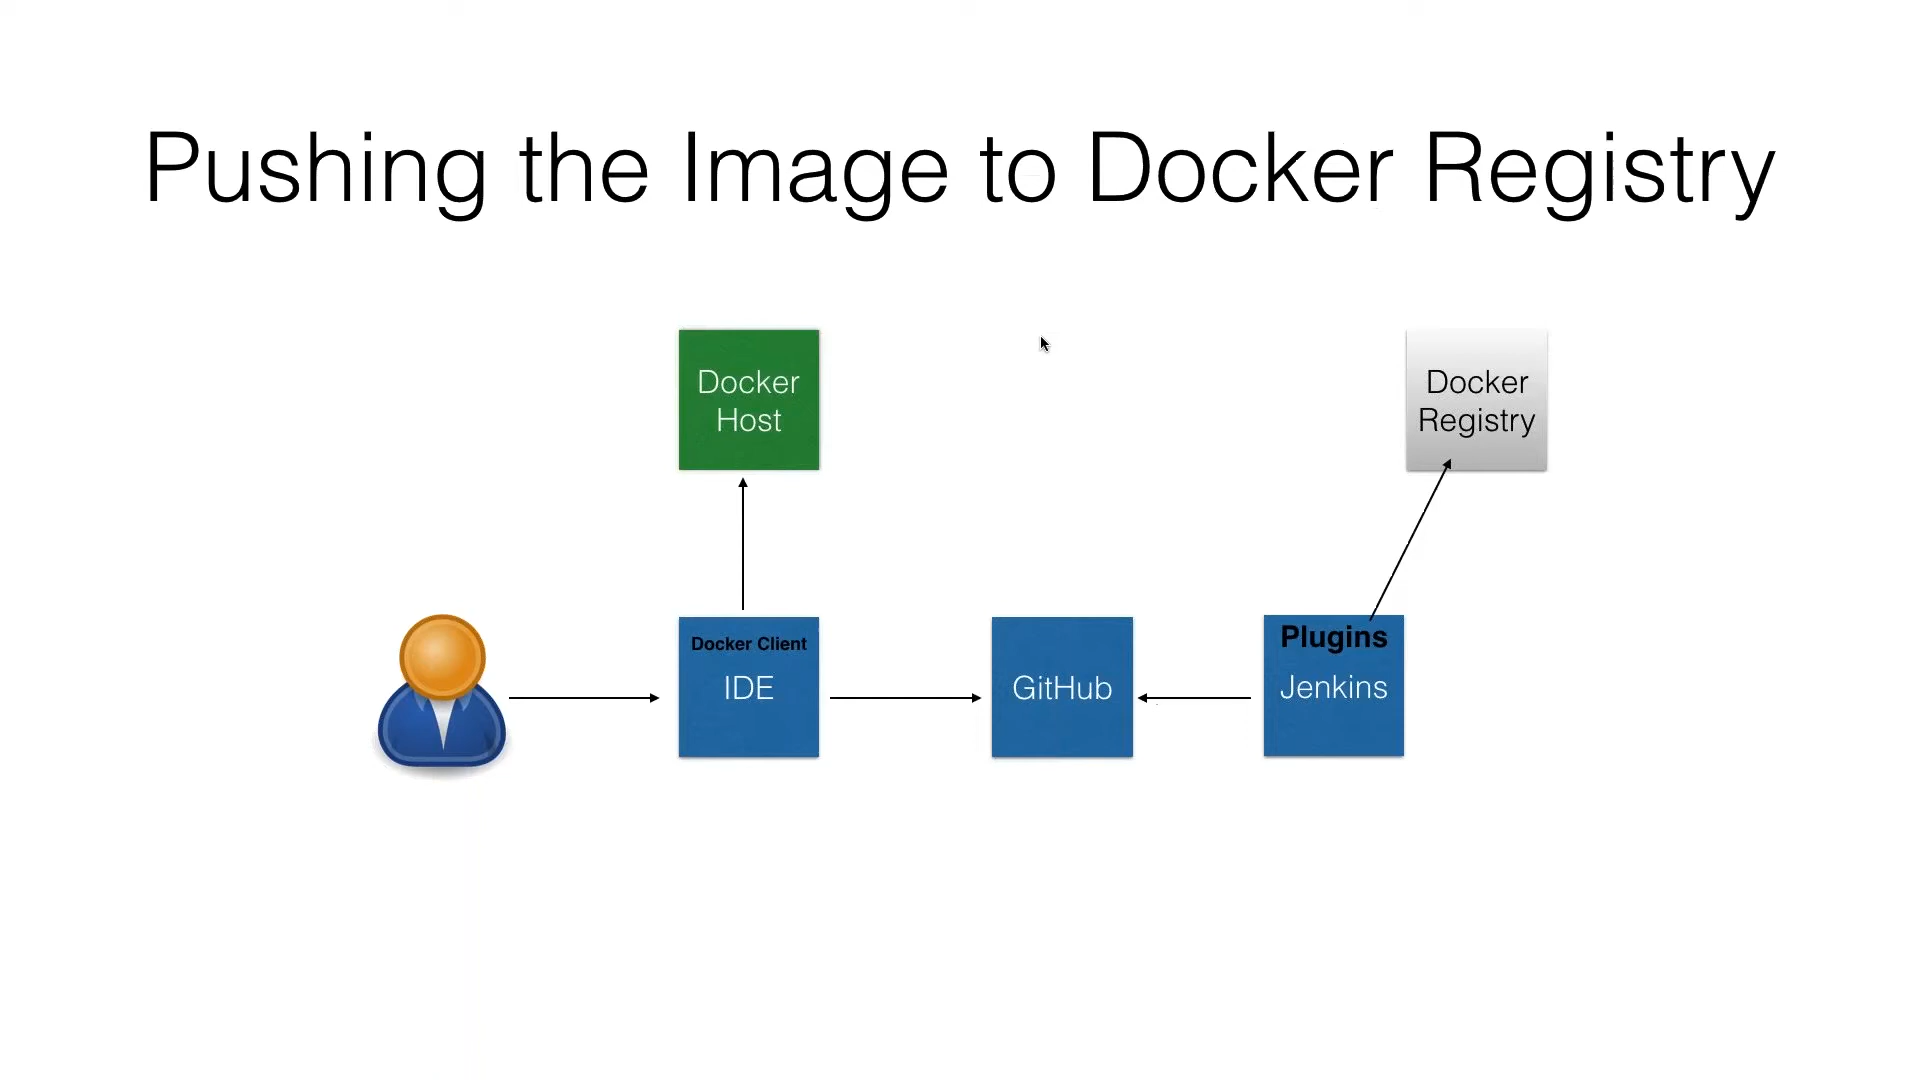 Pushing the Image to Docker Registry
Docker
Host
Docker
Registry
Docker Client
IDE
GitHub
Plugins
Jenkins